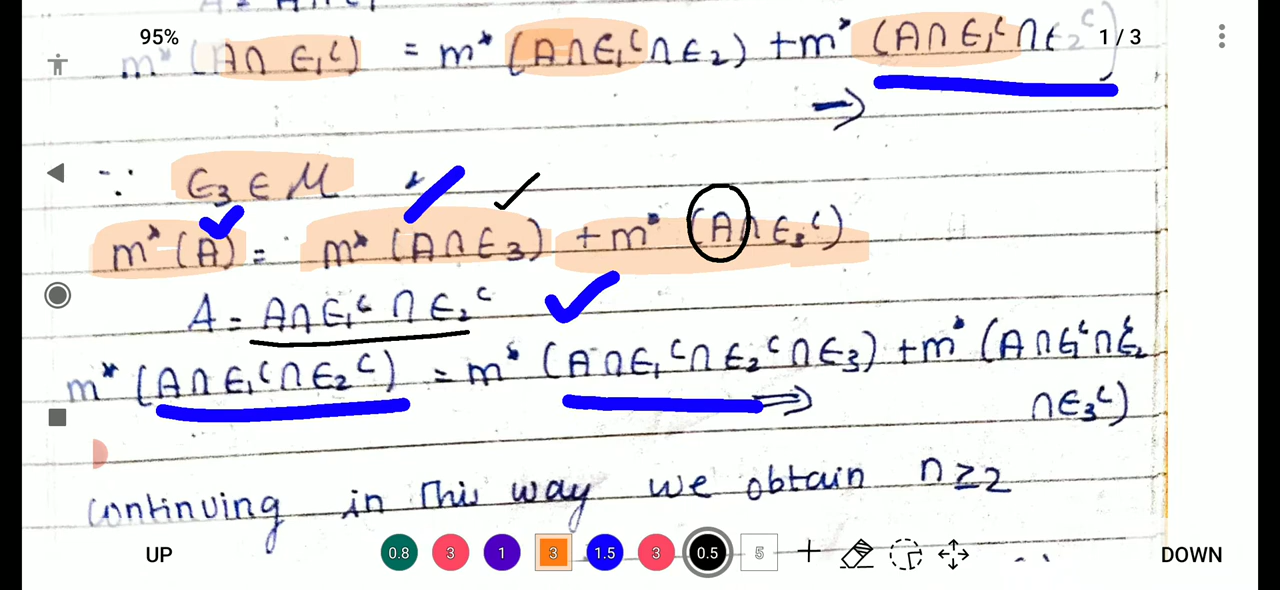 95%
m*(A∩ E₁ᶜ) = m*(A∩E₁ᶜ∩E₂) + m*(A∩E₁ᶜ∩E₂ᶜ)
1/3
→
∵ E₃ ∈ M
m*(A) = m*(A∩E₃) + m*(A∩E₃ᶜ)
A = A∩E₁ᶜ∩E₂ᶜ
m*(A∩E₁ᶜ∩E₂ᶜ) = m*(A∩E₁ᶜ∩E₂ᶜ∩E₃) + m*(A∩E₁ᶜ∩E₂ᶜ
⇒ ∩E₃ᶜ)
continuing in this way we obtain n≥2
UP 0.8 3 1 3 1.5 3 0.5 5 DOWN